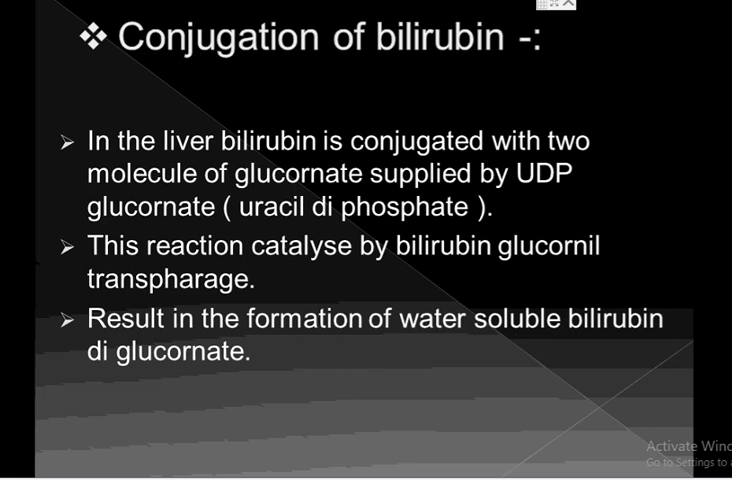 ❖ Conjugation of bilirubin -:
➢ In the liver bilirubin is conjugated with two
molecule of glucornate supplied by UDP
glucornate ( uracil di phosphate ).
➢ This reaction catalyse by bilirubin glucornil
transpharage.
➢ Result in the formation of water soluble bilirubin
di glucornate.
Activate Wind
Go to Settings to a